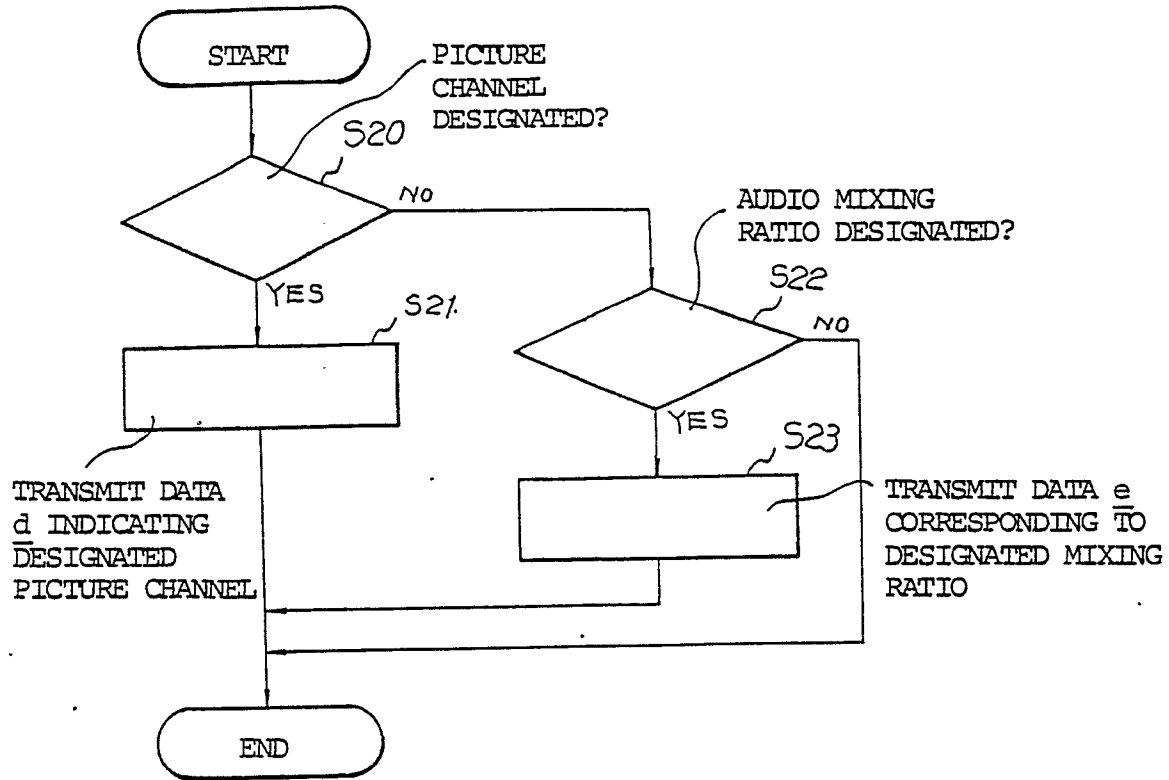 START
PICTURE
CHANNEL
DESIGNATED?
S20
NO
YES
AUDIO MIXING
RATIO DESIGNATED?
S22
NO
YES
S21
TRANSMIT DATA
d INDICATING
DESIGNATED
PICTURE CHANNEL
S23
TRANSMIT DATA e
CORRESPONDING TO
DESIGNATED MIXING
RATIO
END